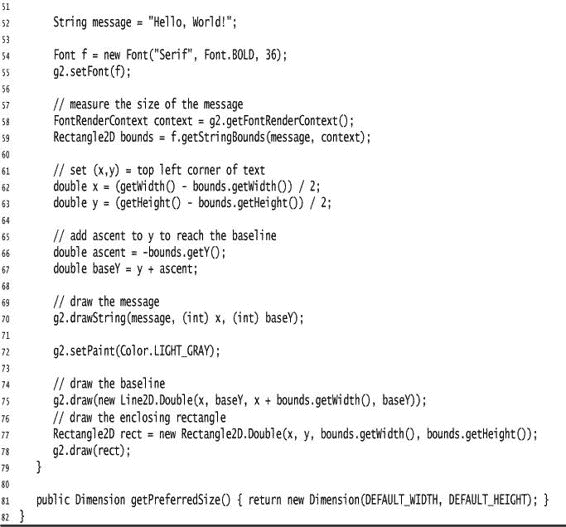 51
52 String message = "Hello, World!";
53
54 Font f = new Font("Serif", Font.BOLD, 36);
55 g2.setFont(f);
56
57 // measure the size of the message
58 FontRenderContext context = g2.getFontRenderContext();
59 Rectangle2D bounds = f.getStringBounds(message, context);
60
61 // set (x,y) = top left corner of text
62 double x = (getWidth() - bounds.getWidth()) / 2;
63 double y = (getHeight() - bounds.getHeight()) / 2;
64
65 // add ascent to y to reach the baseline
66 double ascent = -bounds.getY();
67 double baseY = y + ascent;
68
69 // draw the message
70 g2.drawString(message, (int) x, (int) baseY);
71
72 g2.setPaint(Color.LIGHT_GRAY);
73
74 // draw the baseline
75 g2.draw(new Line2D.Double(x, baseY, x + bounds.getWidth(), baseY));
76 // draw the enclosing rectangle
77 Rectangle2D rect = new Rectangle2D.Double(x, y, bounds.getWidth(), bounds.getHeight());
78 g2.draw(rect);
79 }
80
81 public Dimension getPreferredSize() { return new Dimension(DEFAULT_WIDTH, DEFAULT_HEIGHT); }
82 }